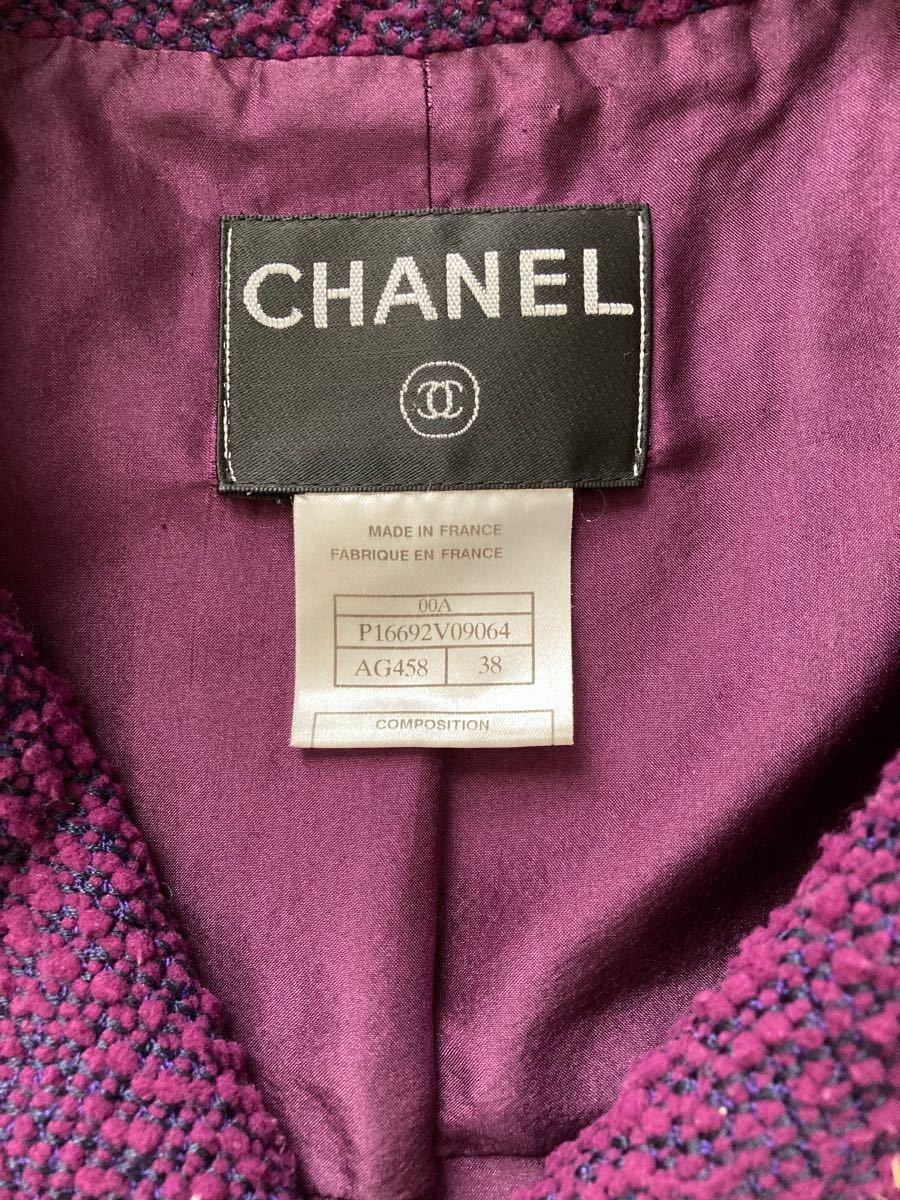 CHANEL
MADE IN FRANCE
FABRIQUE EN FRANCE
00A
P16692V09064
AG458 38
COMPOSITION